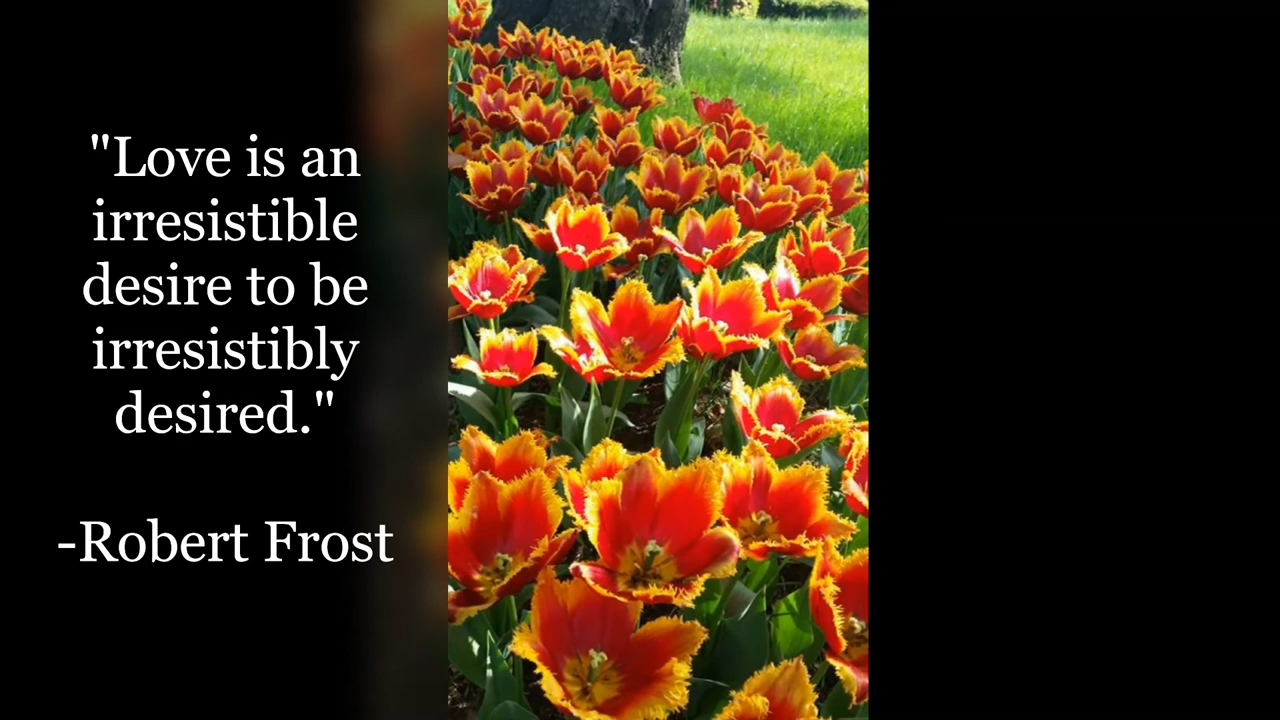 "Love is an
irresistible
desire to be
irresistibly
desired."
-Robert Frost